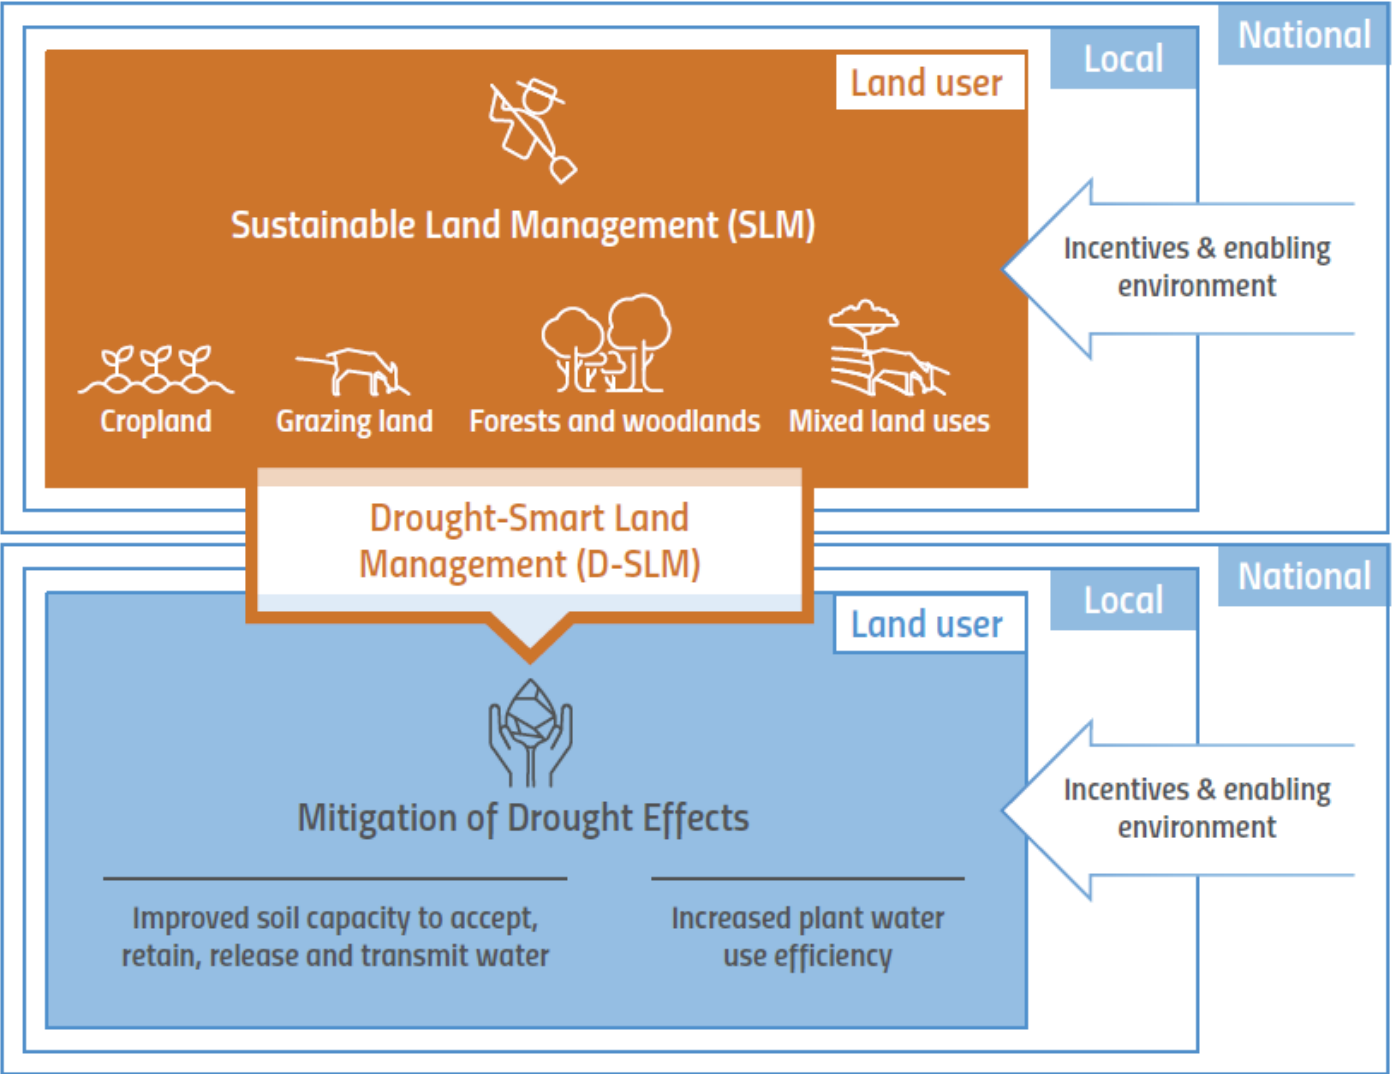 National
Local
Land user
Sustainable Land Management (SLM)
Incentives & enabling
environment
Cropland
Grazing land
Forests and woodlands
Mixed land uses
Drought-Smart Land
Management (D-SLM)
National
Local
Land user
Mitigation of Drought Effects
Incentives & enabling
environment
Improved soil capacity to accept,
retain, release and transmit water
Increased plant water
use efficiency